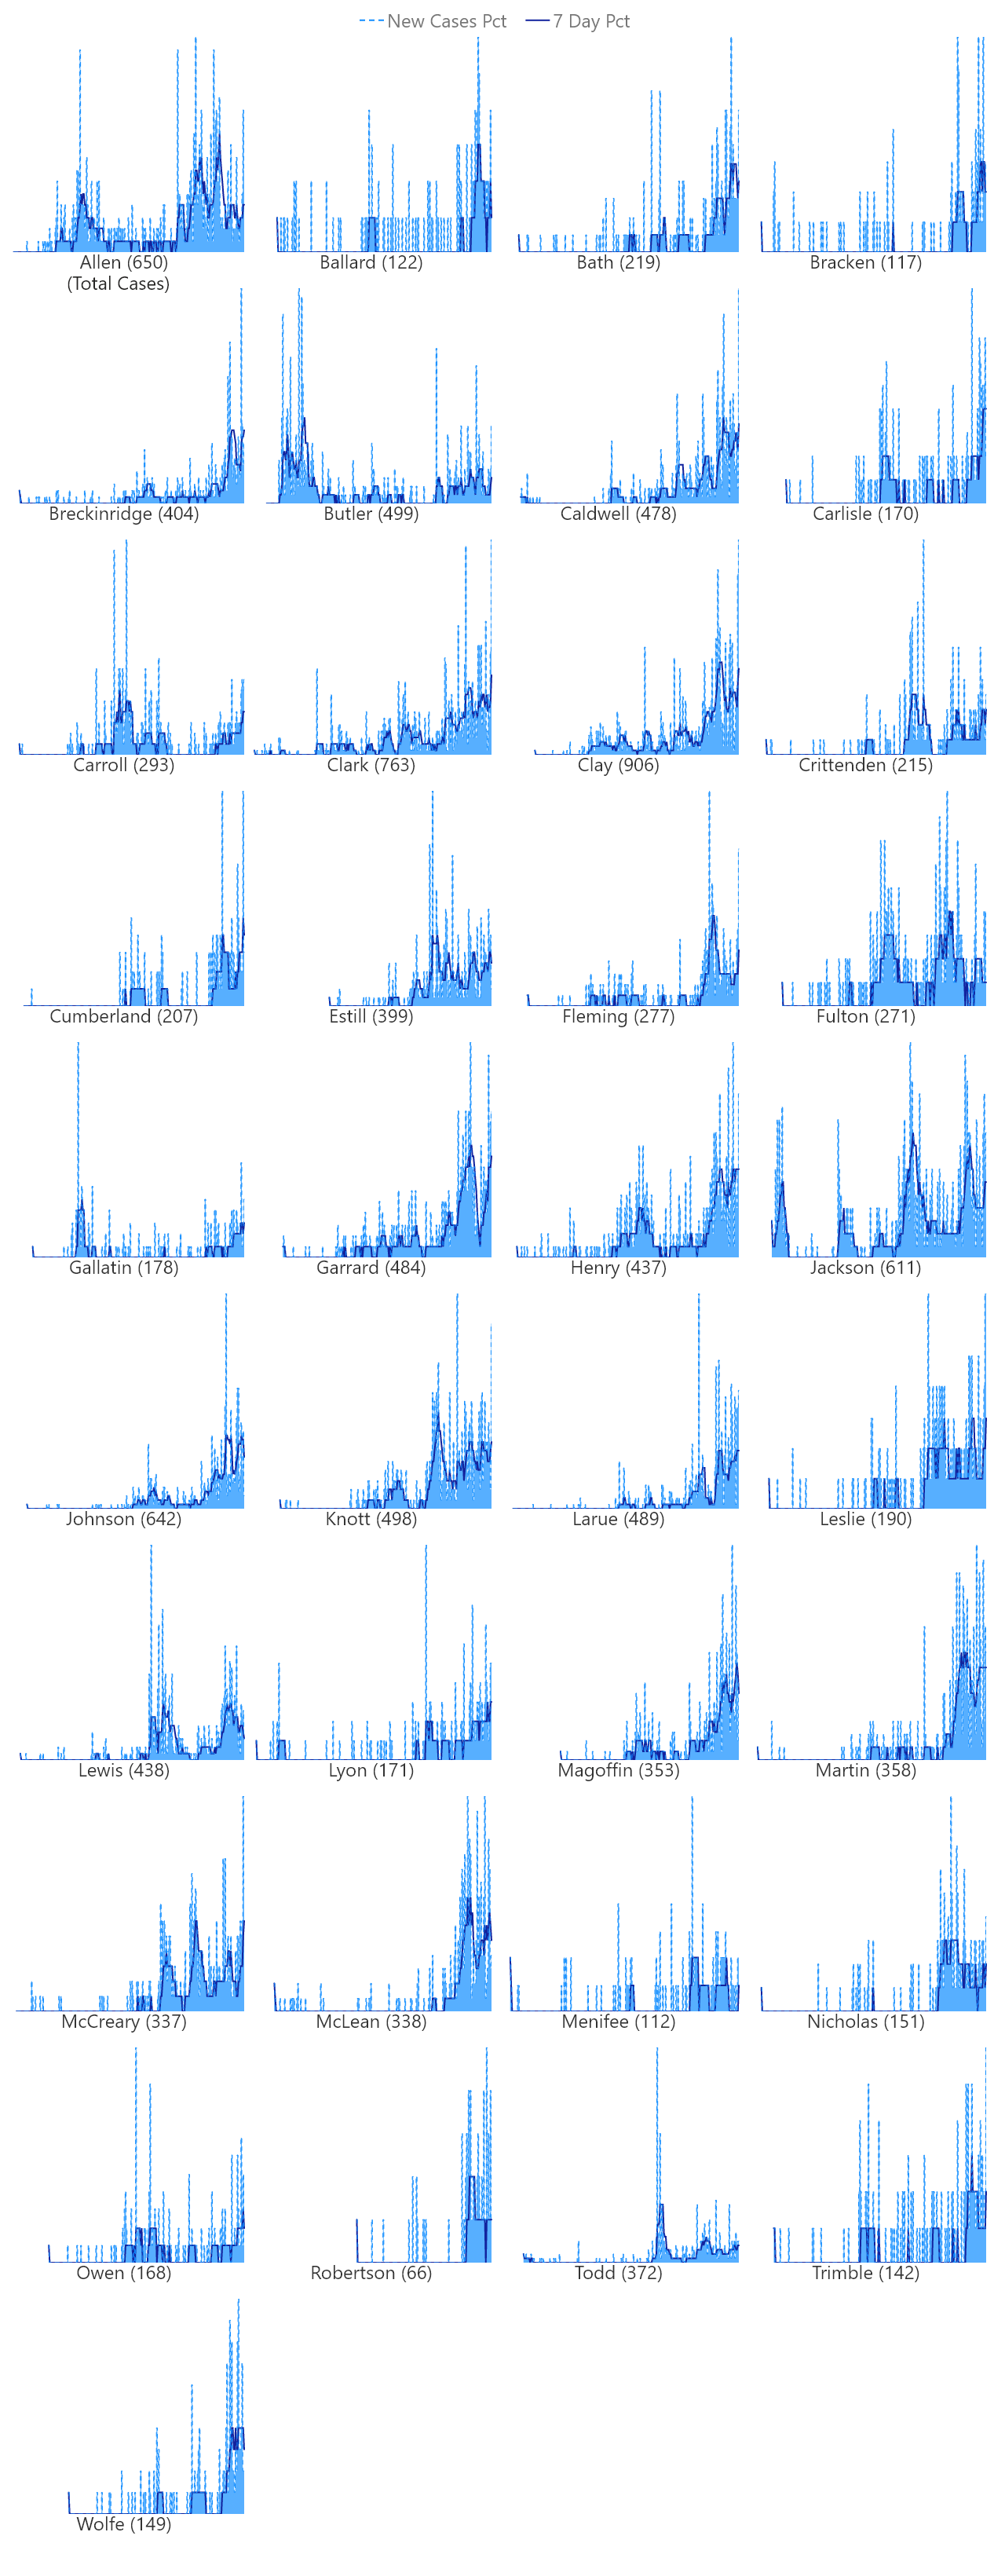 New Cases Pct 7 Day Pct
Allen (650) Ballard (122) Bath (219) Bracken (117)
(Total Cases)
Breckinridge (404) Butler (499) Caldwell (478) Carlisle (170)
Carroll (293) Clark (763) Clay (906) Crittenden (215)
Cumberland (207) Estill (399) Fleming (277) Fulton (271)
Gallatin (178) Garrard (484) Henry (437) Jackson (611)
Johnson (642) Knott (498) Larue (489) Leslie (190)
Lewis (438) Lyon (171) Magoffin (353) Martin (358)
McCreary (337) McLean (338) Menifee (112) Nicholas (151)
Owen (168) Robertson (66) Todd (372) Trimble (142)
Wolfe (149)